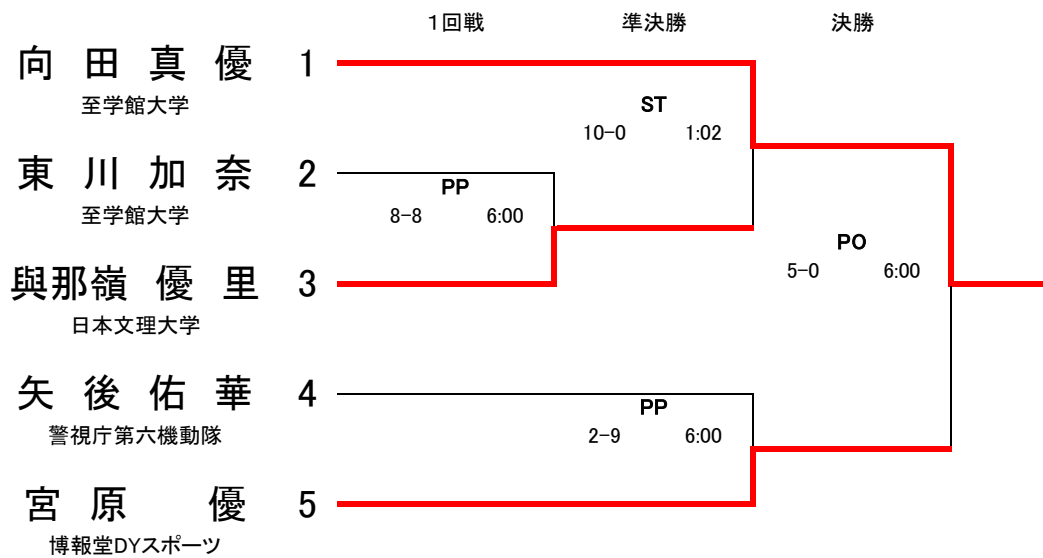 1回戦 準決勝 決勝
向 田 真 優 1
至学館大学
ST
10-0 1:02
東 川 加 奈 2
至学館大学
PP
8-8 6:00
與那嶺 優 里 3
日本文理大学
PO
5-0 6:00
矢 後 佑 華 4
警視庁第六機動隊
PP
2-9 6:00
宮 原 優 5
博報堂DYスポーツ